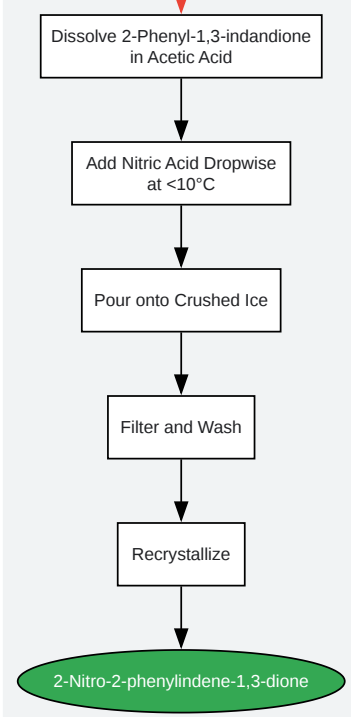 Dissolve 2-Phenyl-1,3-indandione
in Acetic Acid
Add Nitric Acid Dropwise
at <10°C
Pour onto Crushed Ice
Filter and Wash
Recrystallize
2-Nitro-2-phenylindene-1,3-dione